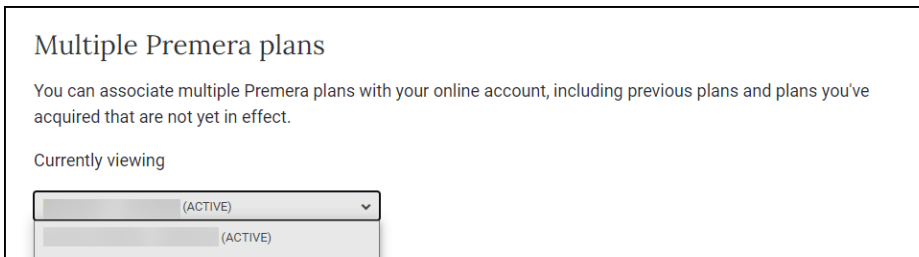 Multiple Premera plans
You can associate multiple Premera plans with your online account, including previous plans and plans you've
acquired that are not yet in effect.
Currently viewing
(ACTIVE)
(ACTIVE)